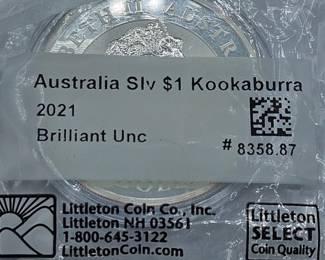 Australia Slv $1 Kookaburra
2021
Brilliant Unc
# 8358.87
Littleton Coin Co., Inc.
Littleton NH 03561
1-800-645-3122
LittletonCoin.com
Littleton
SELECT
Coin Quality